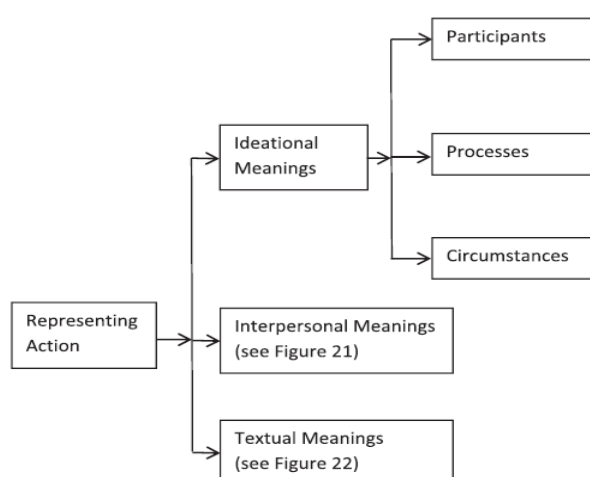 Participants
Ideational
Meanings
Processes
Circumstances
Representing
Action
Interpersonal Meanings
(see Figure 21)
Textual Meanings
(see Figure 22)